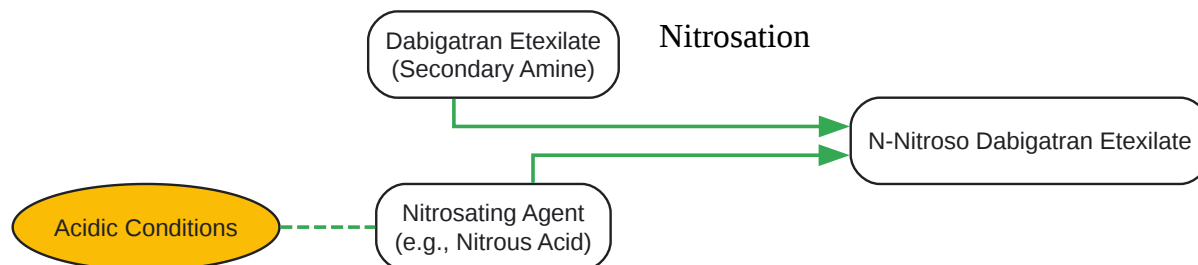 Dabigatran Etexilate
(Secondary Amine)
Nitrosation
N-Nitroso Dabigatran Etexilate
Acidic Conditions
Nitrosating Agent
(e.g., Nitrous Acid)